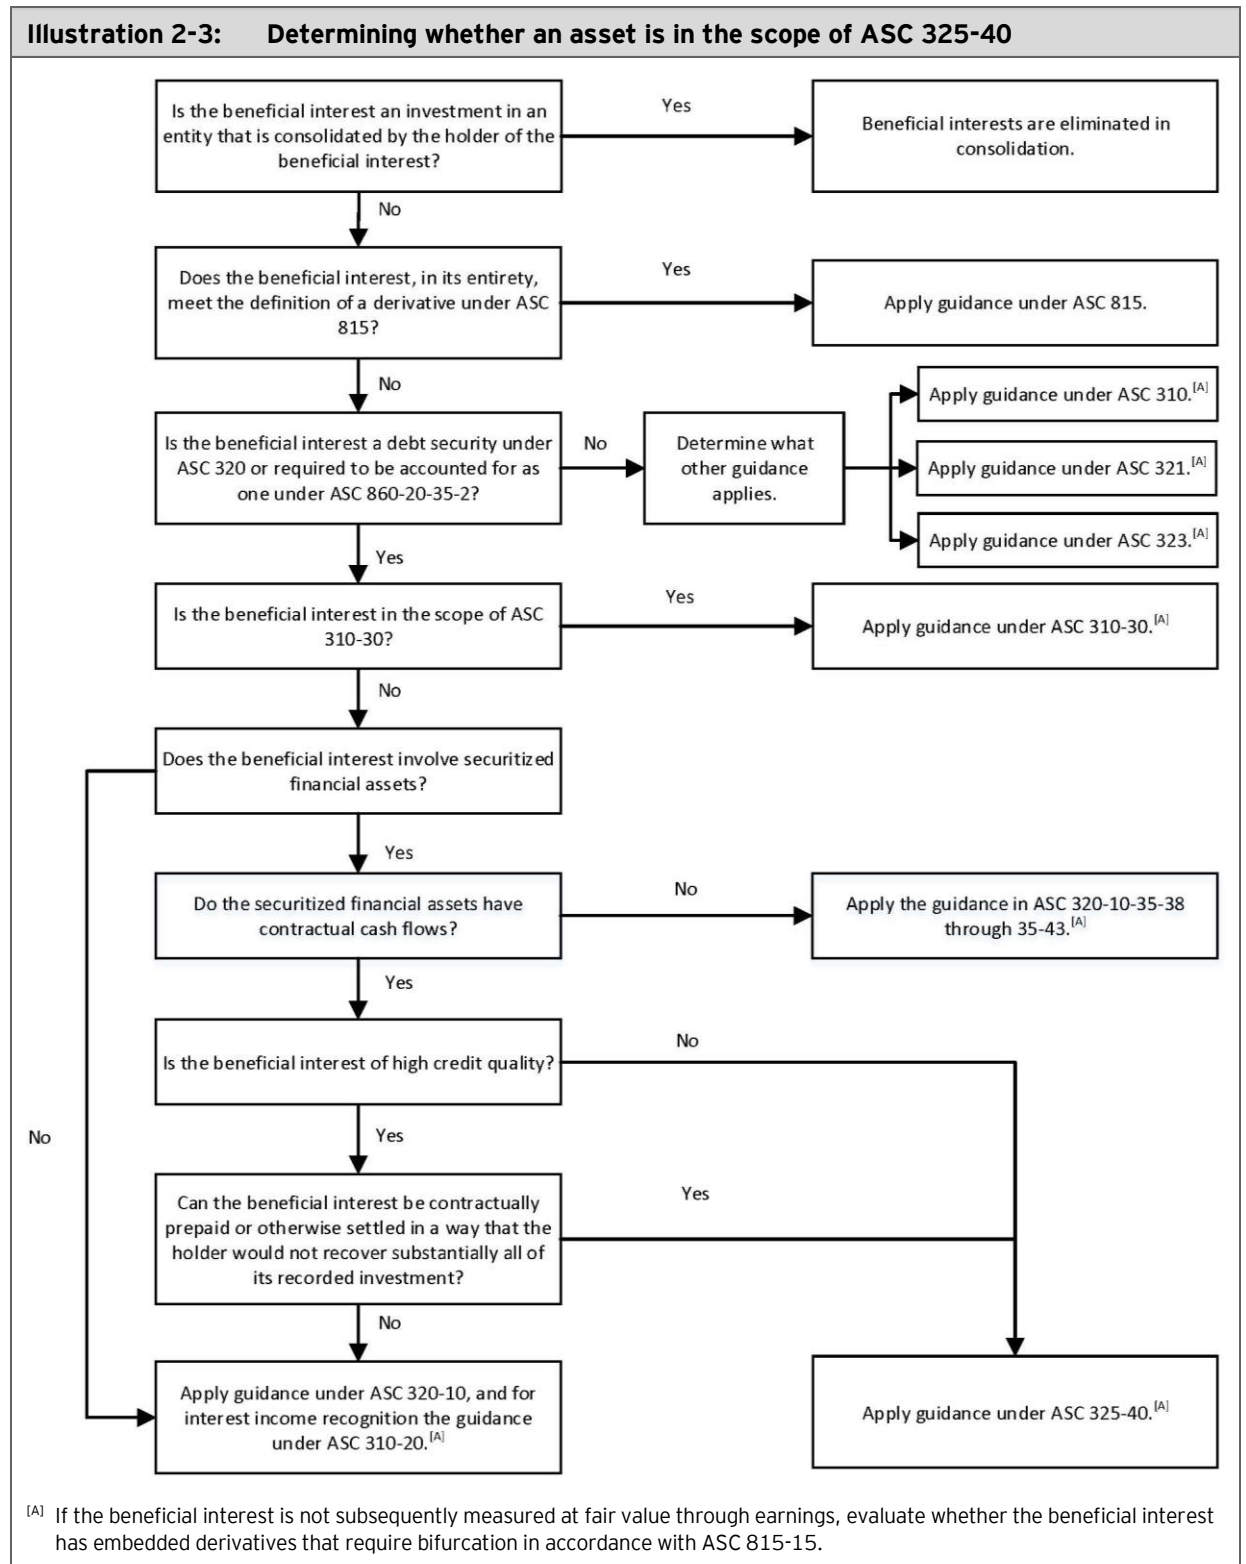 Illustration 2-3: Determining whether an asset is in the scope of ASC 325-40
Is the beneficial interest an investment in an
entity that is consolidated by the holder of the
beneficial interest?
Yes
Beneficial interests are eliminated in
consolidation.
No
Does the beneficial interest, in its entirety,
meet the definition of a derivative under ASC
815?
Yes
Apply guidance under ASC 815.
No
Is the beneficial interest a debt security under
ASC 320 or required to be accounted for as
one under ASC 860-20-35-2?
No
Determine what
other guidance
applies.
Apply guidance under ASC 310.[A]
Apply guidance under ASC 321.[A]
Apply guidance under ASC 323.[A]
Yes
Is the beneficial interest in the scope of ASC
310-30?
Yes
Apply guidance under ASC 310-30.[A]
No
Does the beneficial interest involve securitized
financial assets?
Yes
Do the securitized financial assets have
contractual cash flows?
No
Apply the guidance in ASC 320-10-35-38
through 35-43.[A]
Yes
Is the beneficial interest of high credit quality?
No
Yes
No
Can the beneficial interest be contractually
prepaid or otherwise settled in a way that the
holder would not recover substantially all of
its recorded investment?
Yes
No
Apply guidance under ASC 320-10, and for
interest income recognition the guidance
under ASC 310-20.[A]
Apply guidance under ASC 325-40.[A]
[A] If the beneficial interest is not subsequently measured at fair value through earnings, evaluate whether the beneficial interest
has embedded derivatives that require bifurcation in accordance with ASC 815-15.